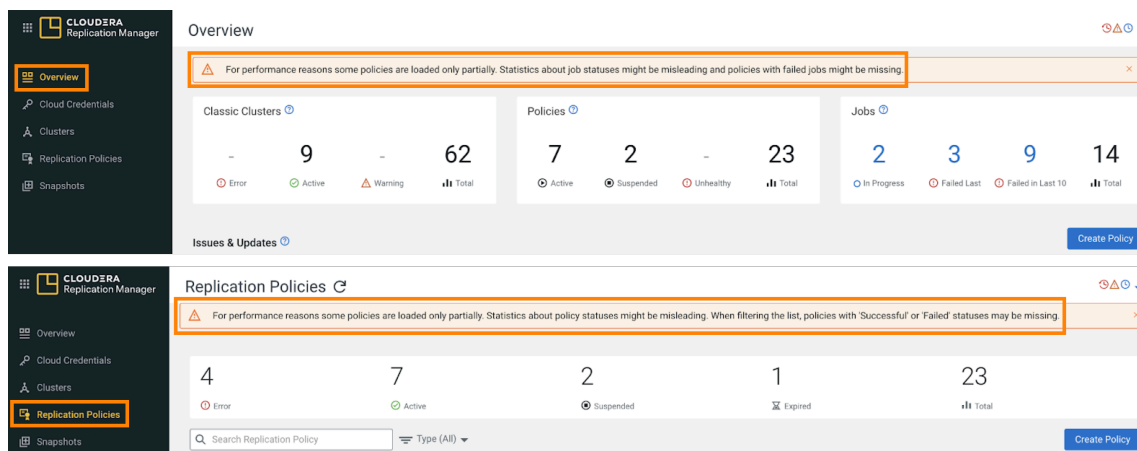 CLOUDERA
Replication Manager
Overview
Cloud Credentials
Clusters
Replication Policies
Snapshots
Overview
For performance reasons some policies are loaded only partially. Statistics about job statuses might be misleading and policies with failed jobs might be missing.
Classic Clusters
- 9 - 62
Error Active Warning Total
Policies
7 2 - 23
Active Suspended Unhealthy Total
Jobs
2 3 9 14
In Progress Failed Last Failed in Last 10 Total
Issues & Updates
Create Policy
CLOUDERA
Replication Manager
Overview
Cloud Credentials
Clusters
Replication Policies
Snapshots
Replication Policies
For performance reasons some policies are loaded only partially. Statistics about policy statuses might be misleading. When filtering the list, policies with 'Successful' or 'Failed' statuses may be missing.
4 7 2 1 23
Error Active Suspended Expired Total
Search Replication Policy
Type (All)
Create Policy